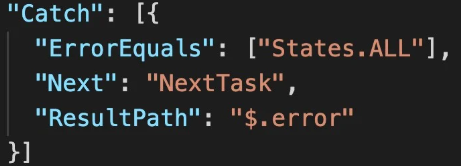 "Catch": [{
"ErrorEquals": ["States.ALL"],
"Next": "NextTask",
"ResultPath": "$.error"
}]